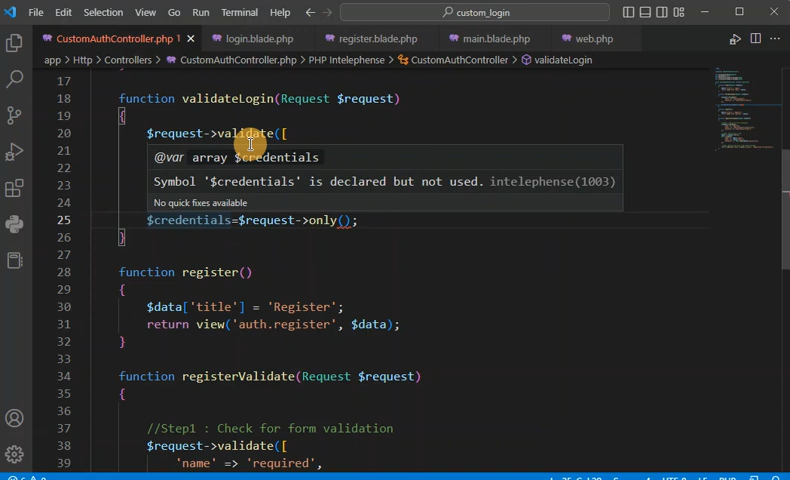 File Edit Selection View Go Run Terminal Help custom_login
CustomAuthController.php 1 login.blade.php register.blade.php main.blade.php web.php
app > Http > Controllers > CustomAuthController.php > PHP Intelephense > CustomAuthController > validateLogin
17
18 function validateLogin(Request $request)
19 {
20 $request->validate([
21 @var array $credentials
22 Symbol '$credentials' is declared but not used. intelephense(1003)
23
24 No quick fixes available
25 $credentials=$request->only();
26 }
27
28 function register()
29 {
30 $data['title'] = 'Register';
31 return view('auth.register', $data);
32 }
33
34 function registerValidate(Request $request)
35 {
36
37 //Step1 : Check for form validation
38 $request->validate([
39 'name' => 'required',